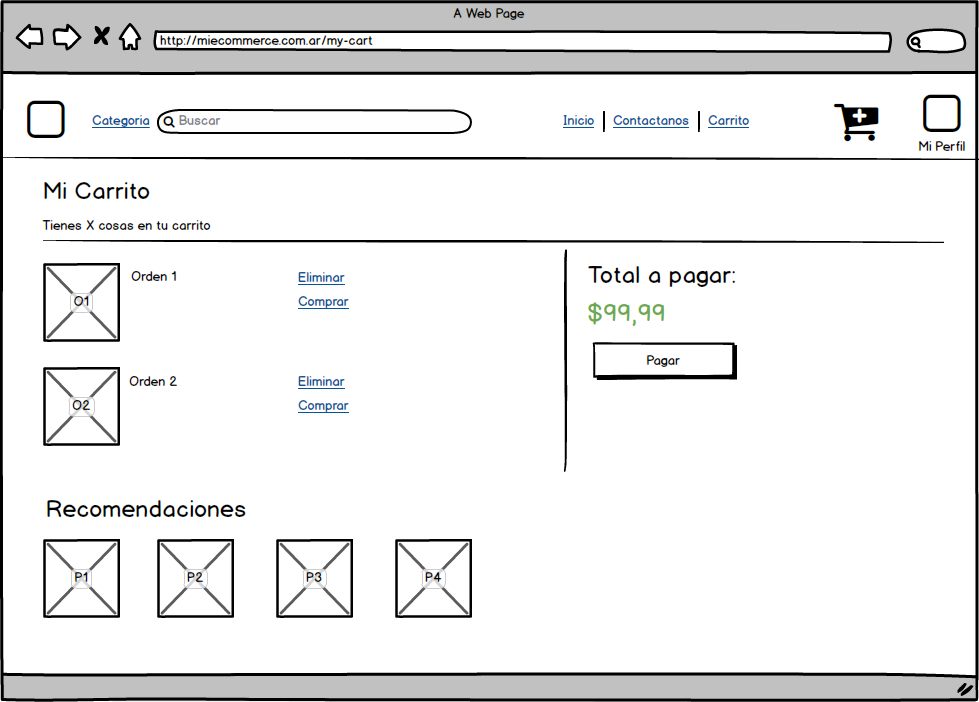 A Web Page
http://miecommerce.com.ar/my-cart
Categoria
Buscar
Inicio
Contactanos
Carrito
Mi Perfil
Mi Carrito
Tienes X cosas en tu carrito
O1
Orden 1
Eliminar
Comprar
O2
Orden 2
Eliminar
Comprar
Total a pagar:
$99,99
Pagar
Recomendaciones
P1
P2
P3
P4